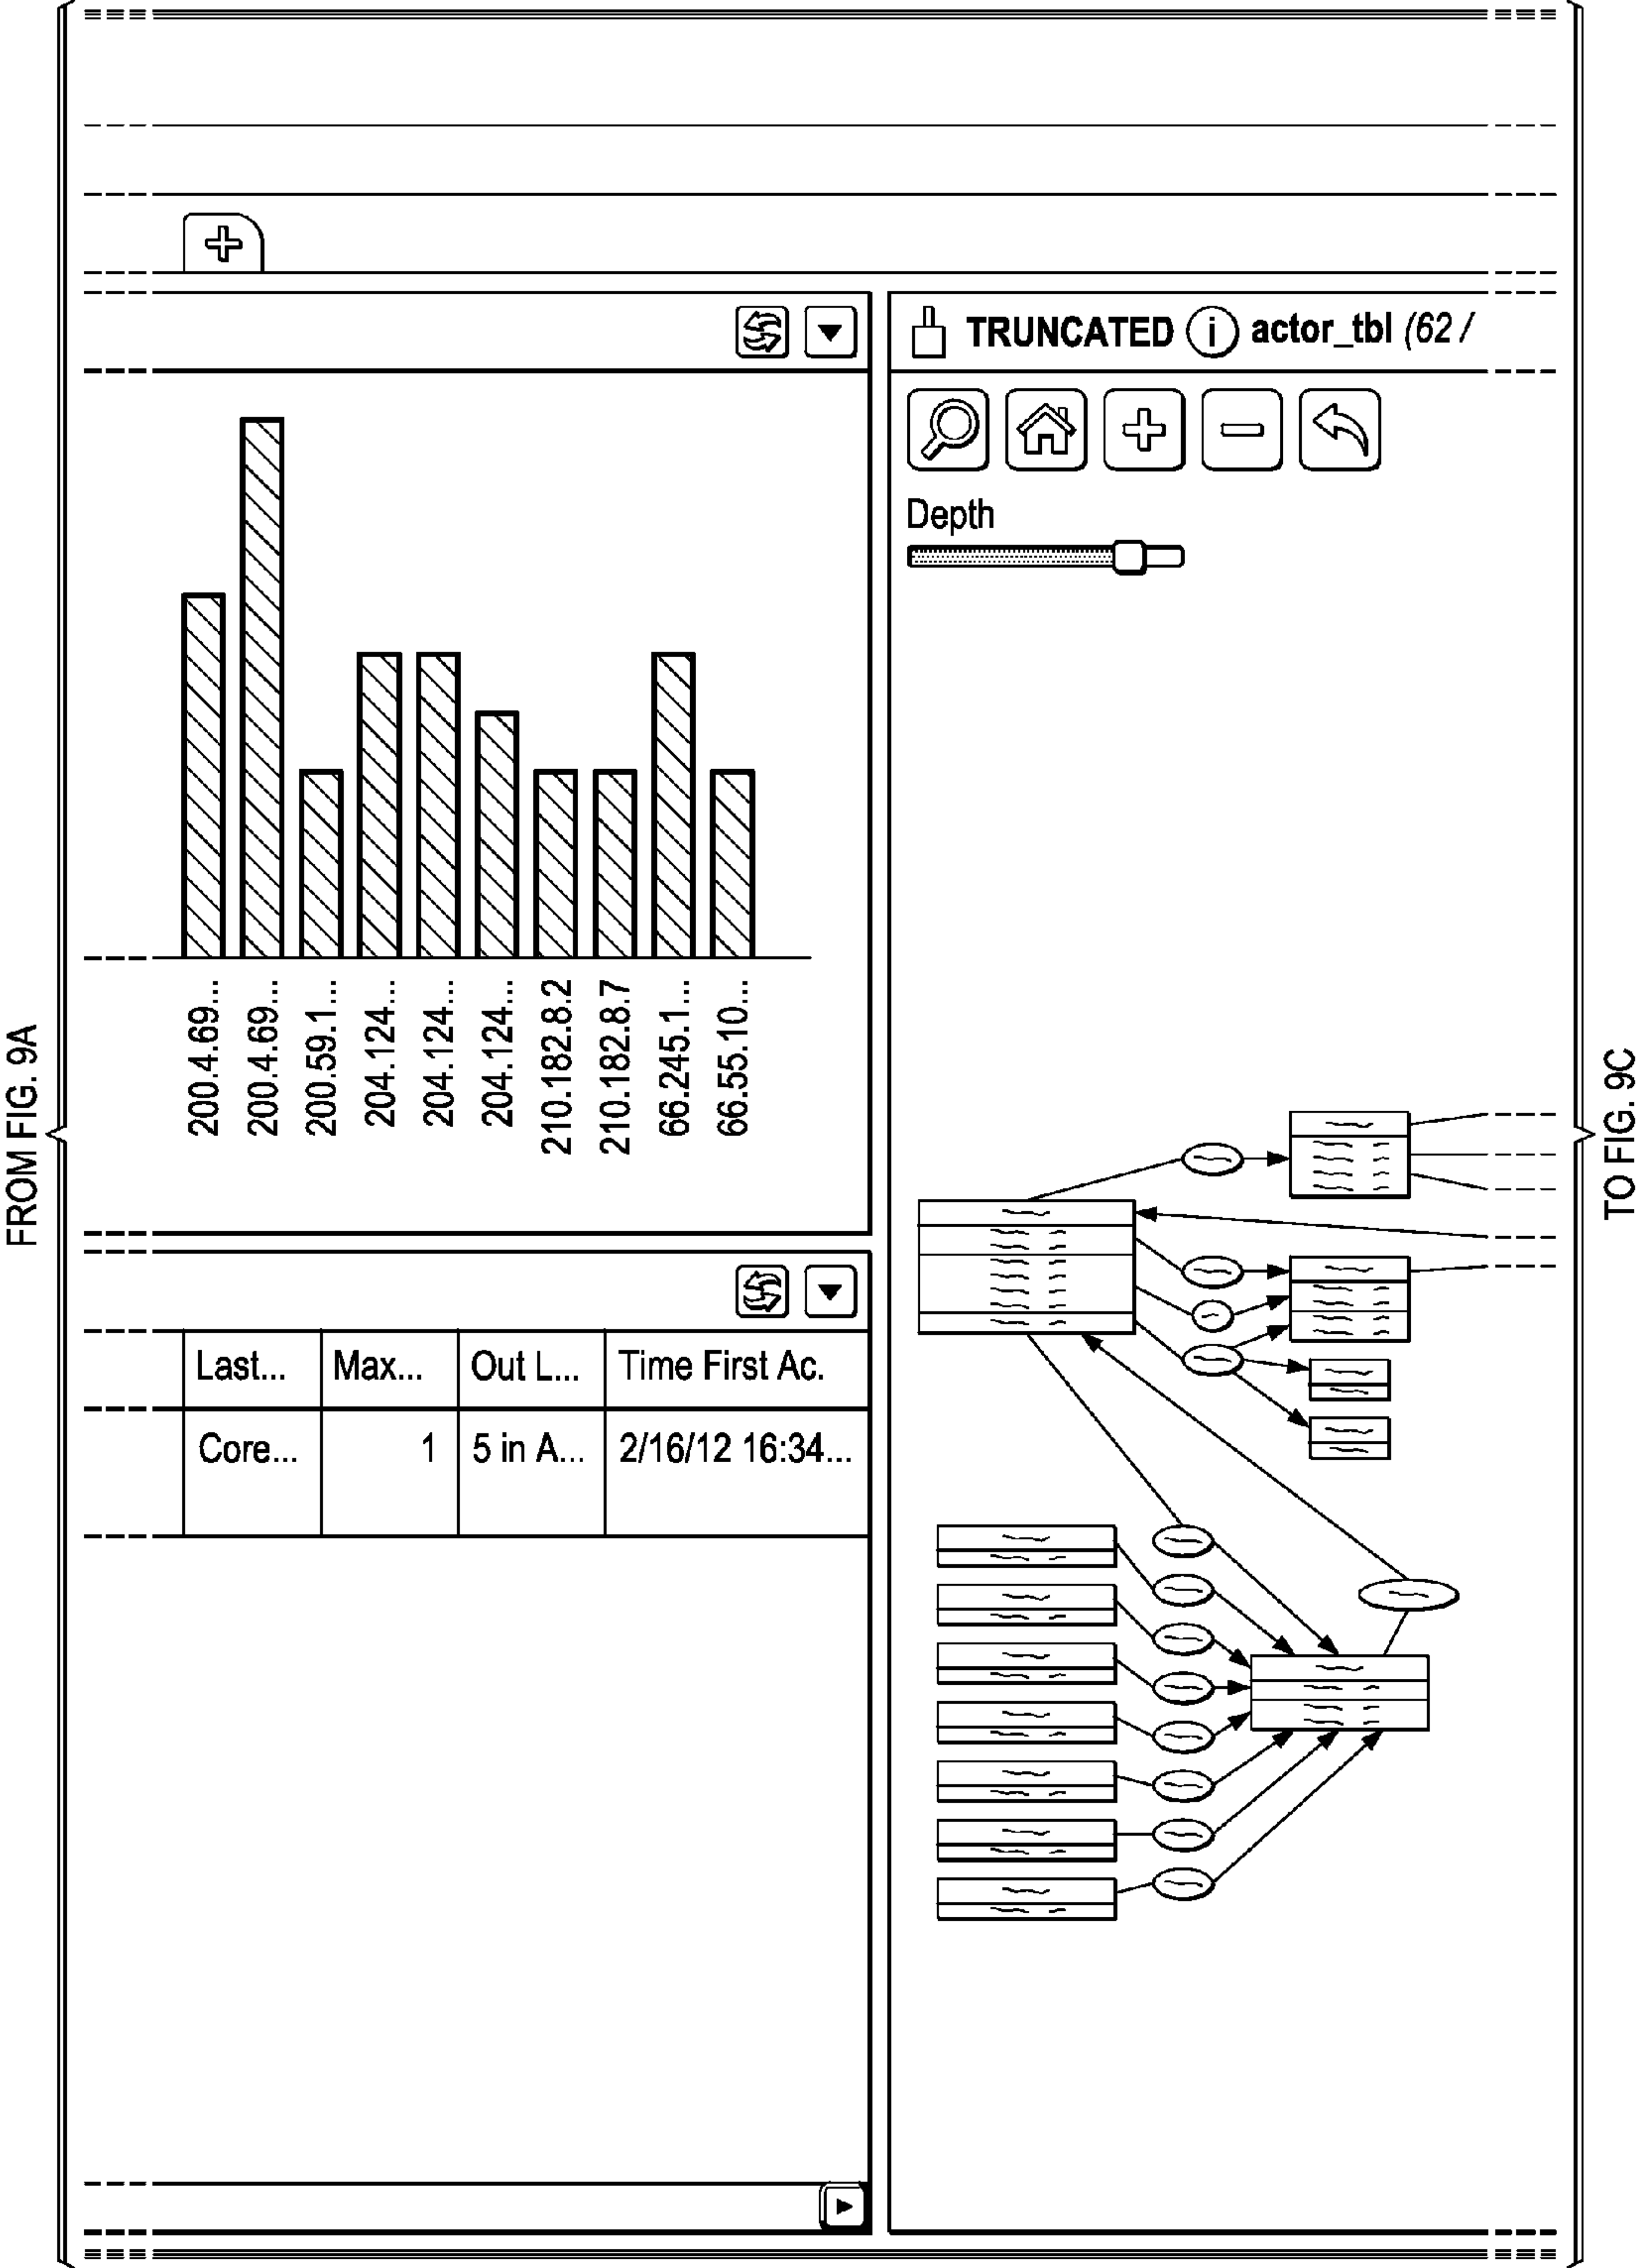 FROM FIG. 9A
TRUNCATED i actor_tbl (62 /
Depth
200.4.69...
200.4.69...
200.59.1...
204.124...
204.124...
204.124...
210.182.8.2
210.182.8.7
66.245.1...
66.55.10...
Last... Max... Out L... Time First Ac.
Core... 1 5 in A... 2/16/12 16:34...
TO FIG. 9C